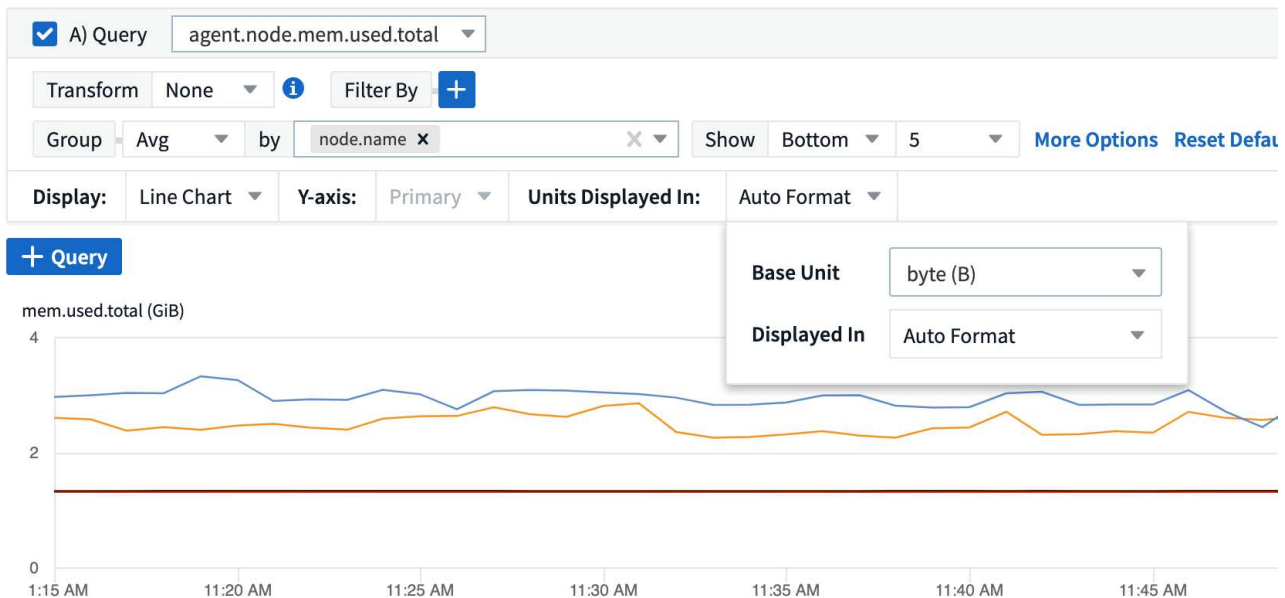 A) Query agent.node.mem.used.total
Transform None i Filter By +
Group Avg by node.name × Show Bottom 5 More Options Reset Defau
Display: Line Chart Y-axis: Primary Units Displayed In: Auto Format
+ Query
Base Unit byte (B)
Displayed In Auto Format
mem.used.total (GiB)
4
2
0
1:15 AM 11:20 AM 11:25 AM 11:30 AM 11:35 AM 11:40 AM 11:45 AM